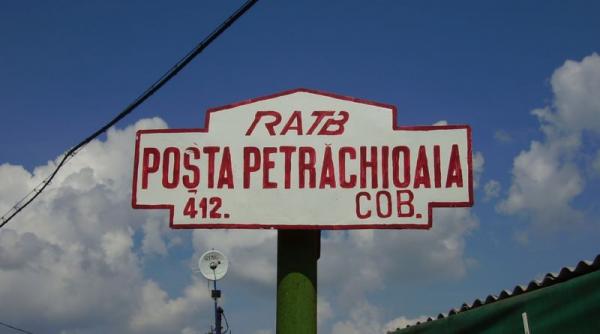 RATB
POȘTA PETRĂCHIOAIA
412. COB.